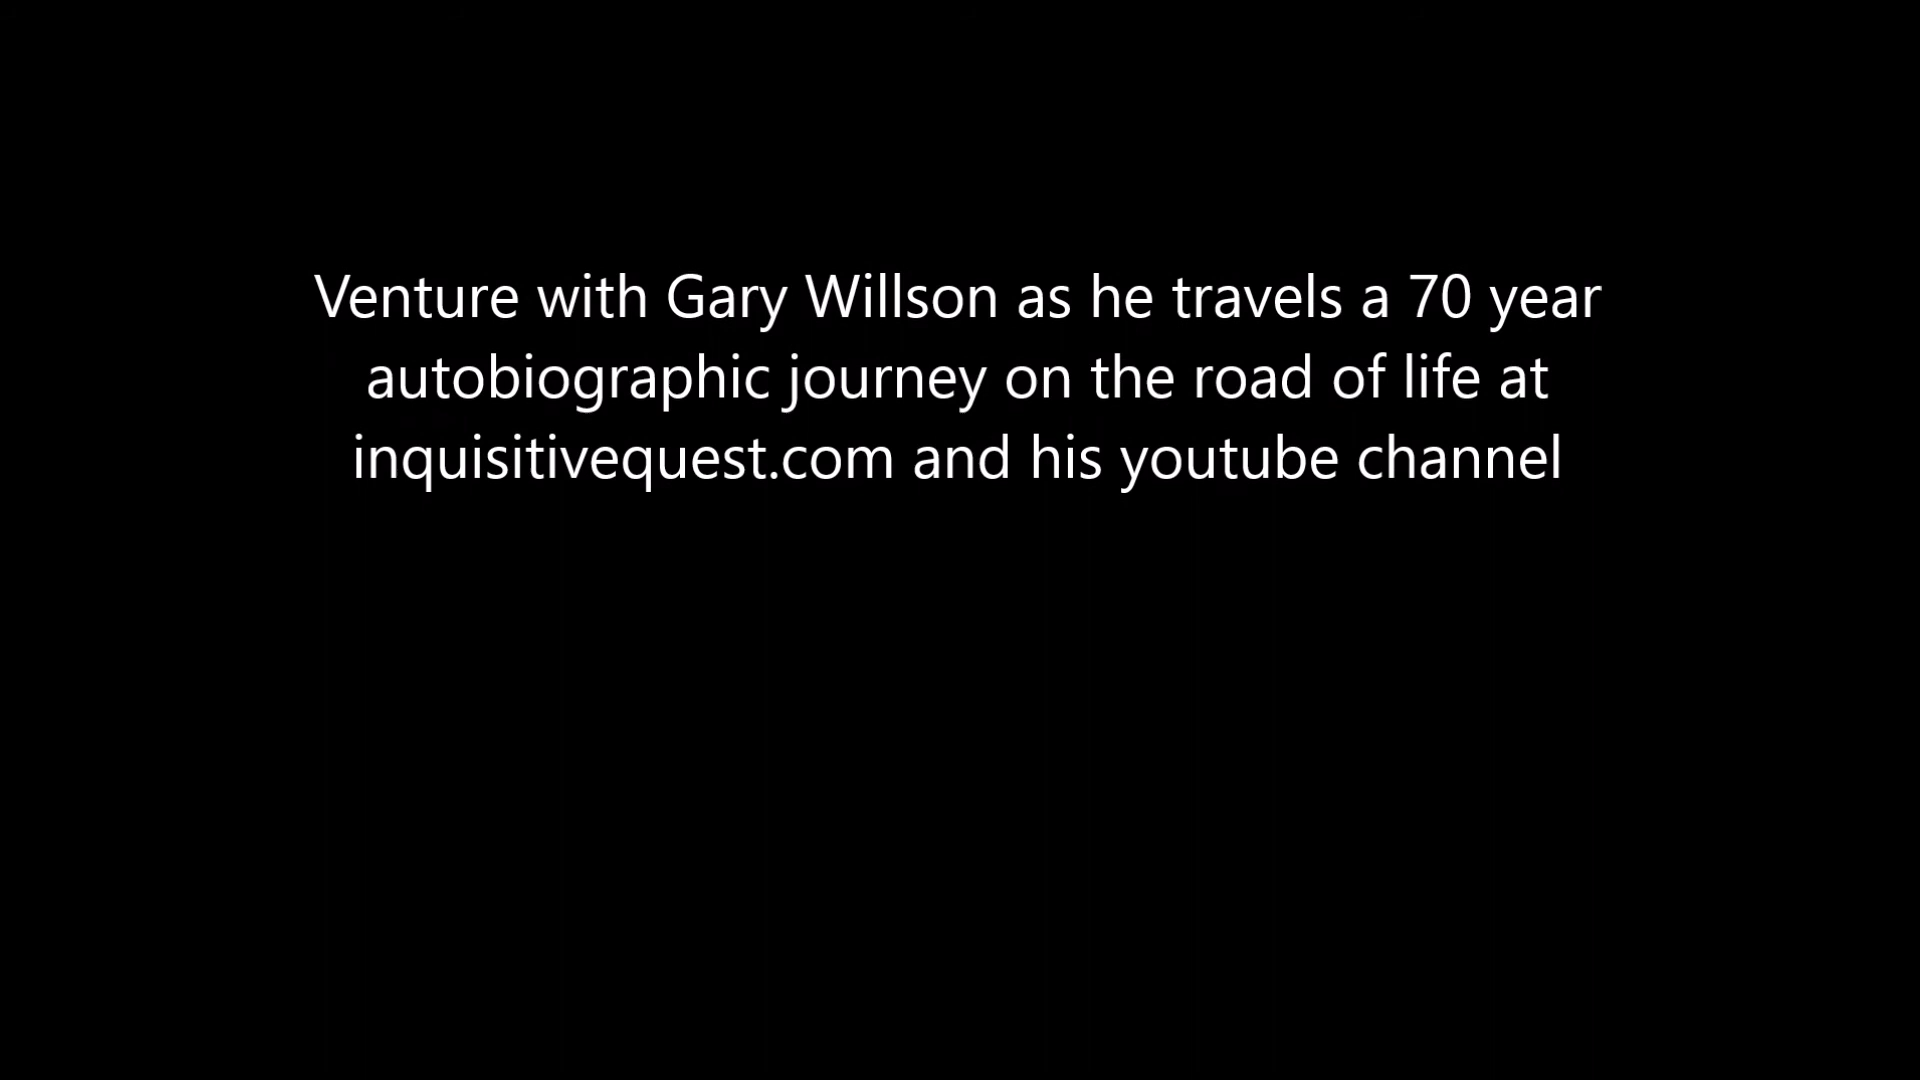 Venture with Gary Willson as he travels a 70 year
autobiographic journey on the road of life at
inquisitivequest.com and his youtube channel